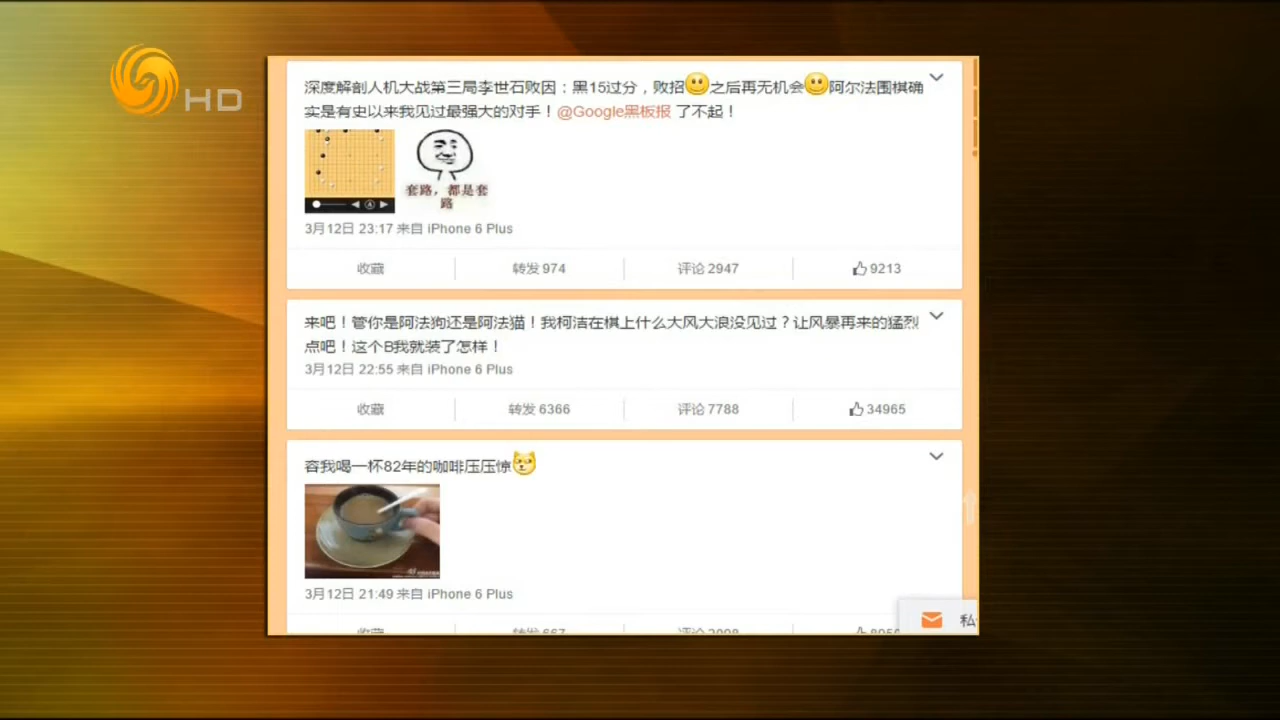 HD
深度解剖人机大战第三局李世石败因：黑15过分，败招之后再无机会阿尔法围棋确
实是有史以来我见过最强大的对手！@Google黑板报 了不起！
套路，都是套
路
3月12日 23:17 来自 iPhone 6 Plus
收藏 转发 974 评论 2947 9213
来吧！管你是阿法狗还是阿法猫！我柯洁在棋上什么大风大浪没见过？让风暴再来的猛烈
点吧！这个B我就装了怎样！
3月12日 22:55 来自 iPhone 6 Plus
收藏 转发 6366 评论 7788 34965
容我喝一杯82年的咖啡压压惊
3月12日 21:49 来自 iPhone 6 Plus
收藏 转发 667 评论
私